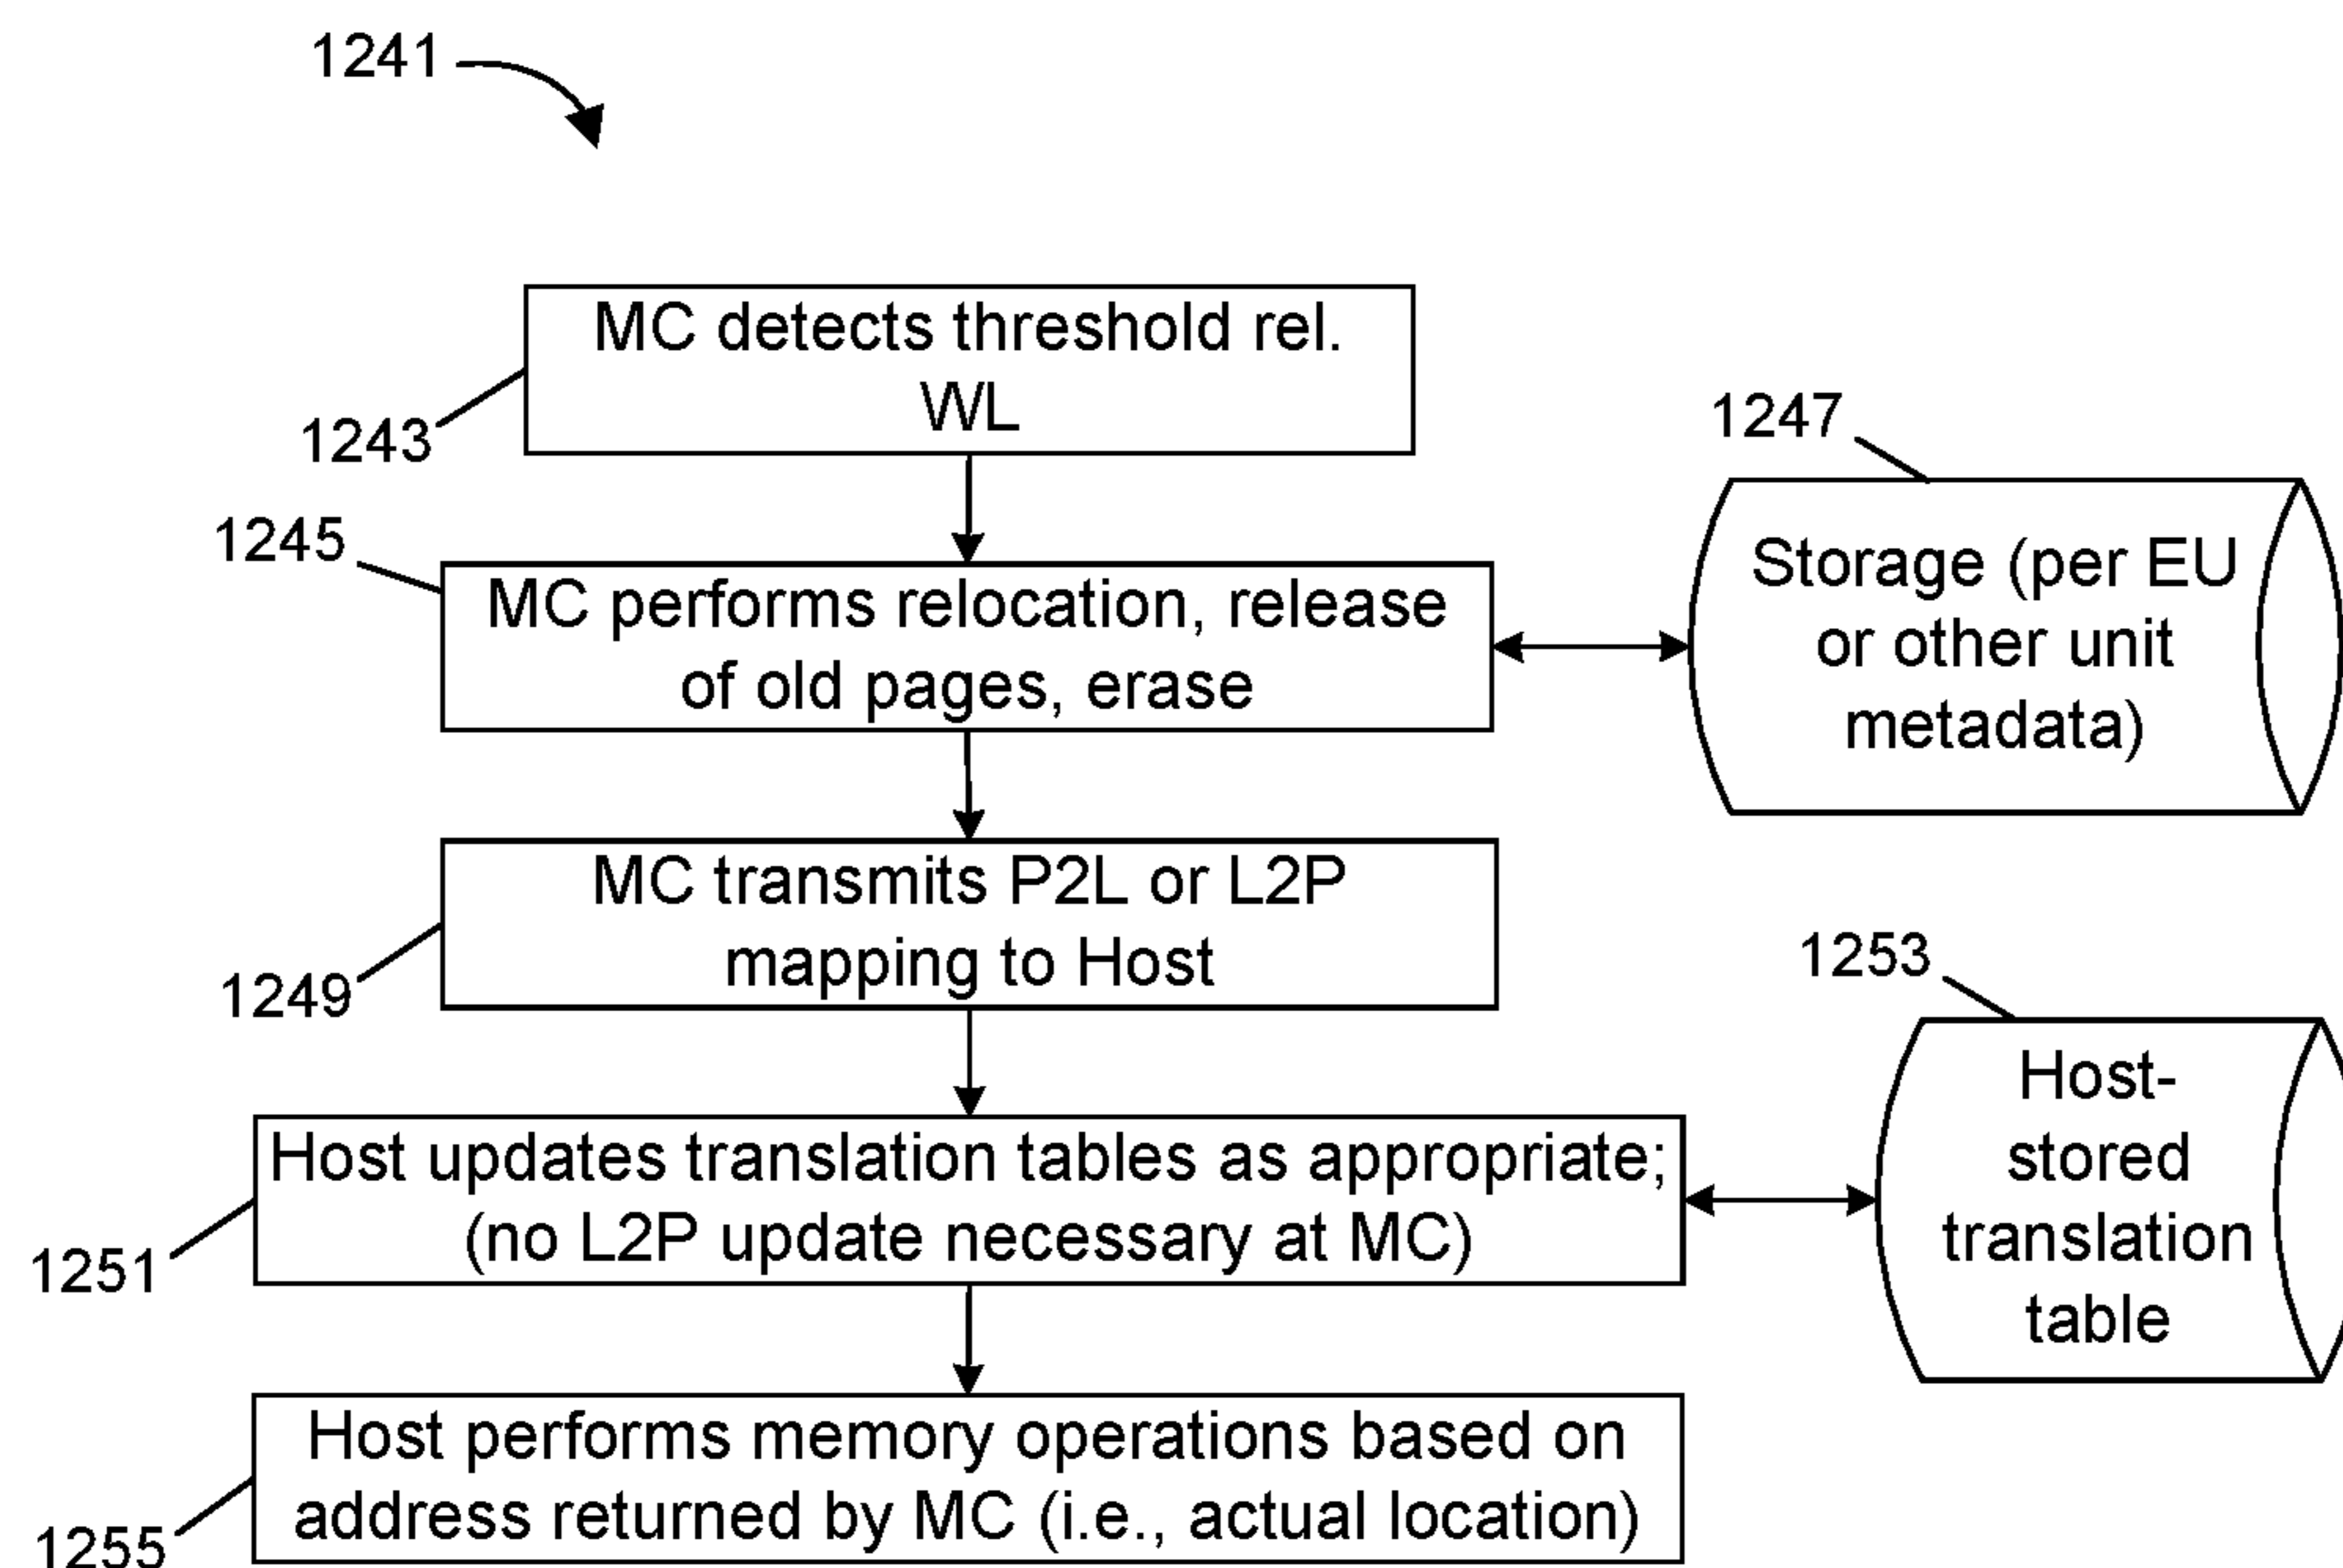 1241
MC detects threshold rel.
WL
1243
1247
1245
MC performs relocation, release
of old pages, erase
Storage (per EU
or other unit
metadata)
MC transmits P2L or L2P
mapping to Host
1249
1253
Host updates translation tables as appropriate;
(no L2P update necessary at MC)
1251
Host-
stored
translation
table
Host performs memory operations based on
address returned by MC (i.e., actual location)
1255